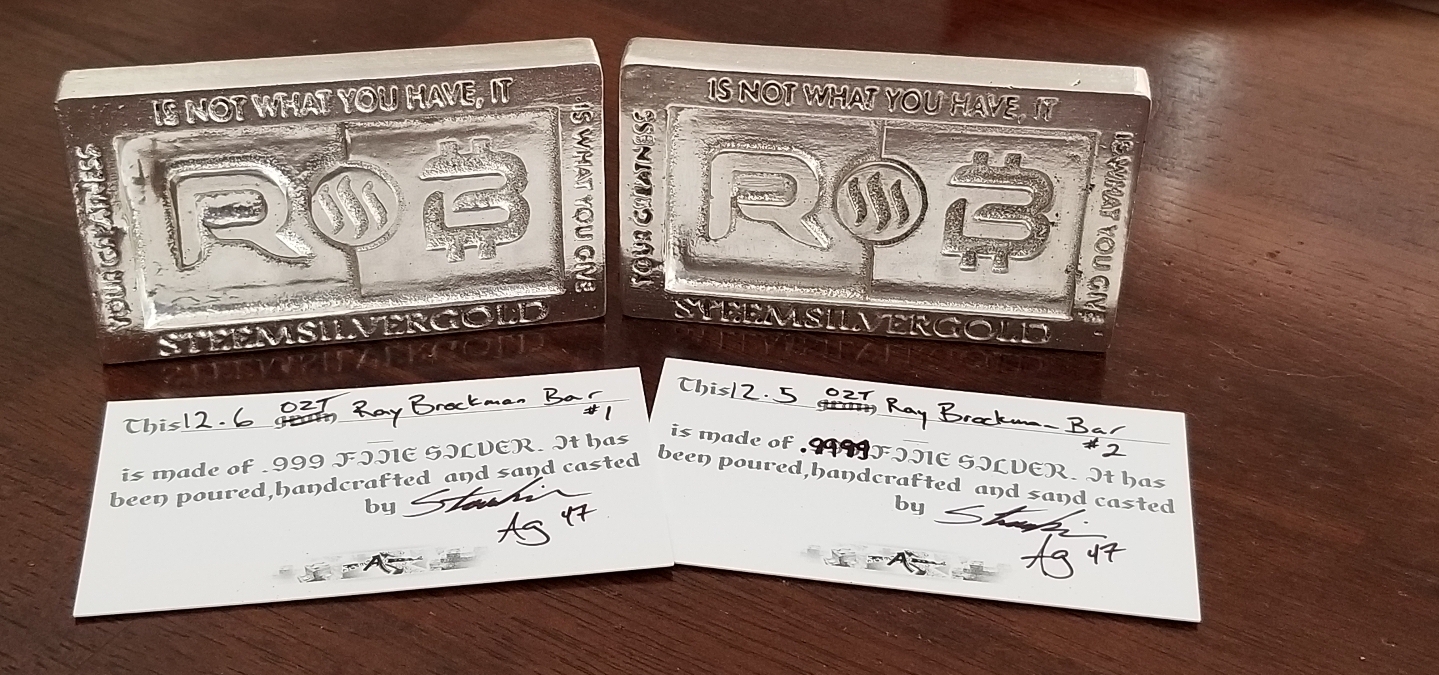 IS NOT WHAT YOU HAVE, IT
YOUR GREATNESS
R B
IS WHAT YOU GIVE
STEEMSILVERGOLD
IS NOT WHAT YOU HAVE, IT
YOUR GREATNESS
R B
IS WHAT YOU GIVE
STEEMSILVERGOLD
This 12.6 OZT gram Ray Brockman Bar
#1
is made of .999 FINE SILVER. It has
been poured, handcrafted and sand casted
by
Ag 47
This 12.5 OZT gram Ray Brockman Bar
#2
is made of .9999 FINE SILVER. It has
been poured, handcrafted and sand casted
by
Ag 47